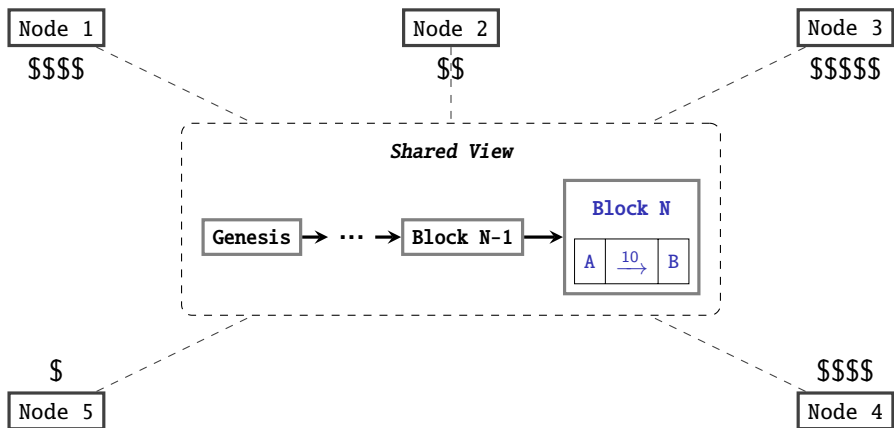 Node 1 Node 2 Node 3
$$$$ $$ $$$$$
Shared View
Block N
Genesis ... Block N-1
A 10 B
$ $$$$
Node 5 Node 4